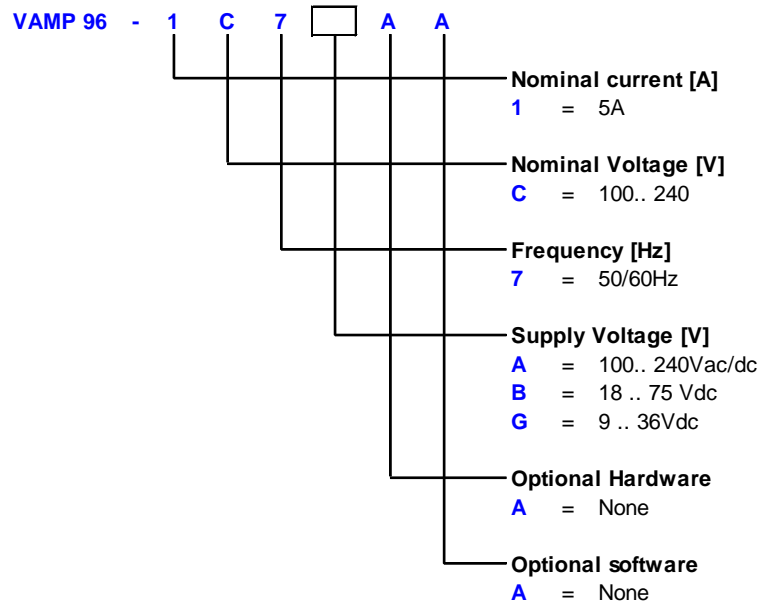 VAMP 96 - 1 C 7 A A
Nominal current [A]
1 = 5A
Nominal Voltage [V]
C = 100.. 240
Frequency [Hz]
7 = 50/60Hz
Supply Voltage [V]
A = 100.. 240Vac/dc
B = 18 .. 75 Vdc
G = 9 .. 36Vdc
Optional Hardware
A = None
Optional software
A = None